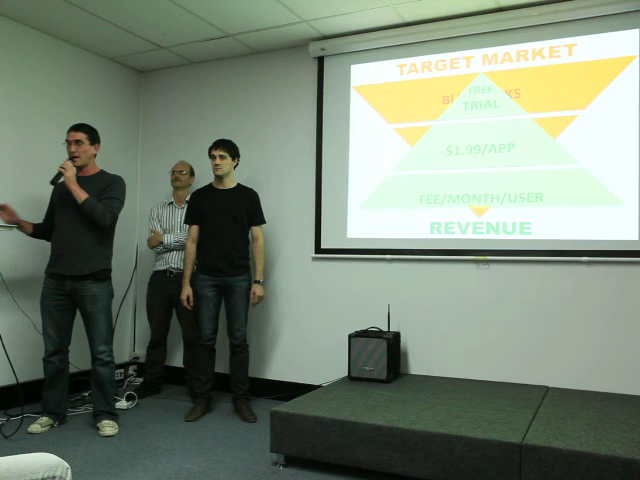 TARGET MARKET
FREE
TRIAL
$1.99/APP
FEE/MONTH/USER
REVENUE